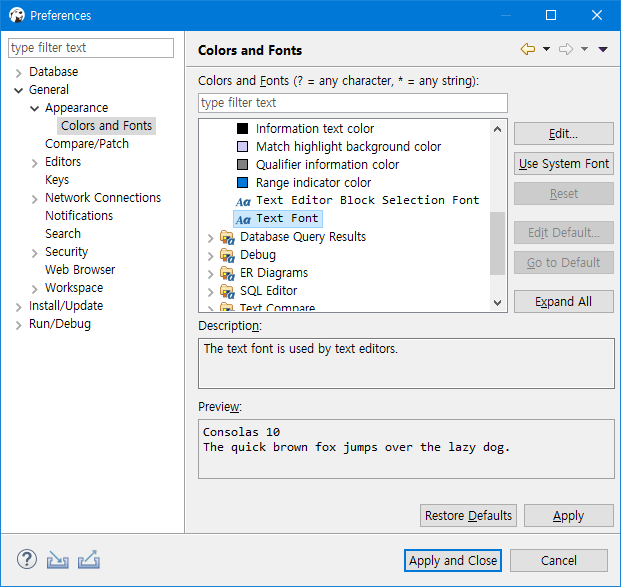 Preferences
type filter text
Database
General
Appearance
Colors and Fonts
Compare/Patch
Editors
Keys
Network Connections
Notifications
Search
Security
Web Browser
Workspace
Install/Update
Run/Debug
Colors and Fonts
Colors and Fonts (? = any character, * = any string):
type filter text
Information text color
Match highlight background color
Qualifier information color
Range indicator color
Aa Text Editor Block Selection Font
Aa Text Font
Database Query Results
Debug
ER Diagrams
SQL Editor
Text Compare
Edit...
Use System Font
Reset
Edit Default...
Go to Default
Expand All
Description:
The text font is used by text editors.
Preview:
Consolas 10
The quick brown fox jumps over the lazy dog.
Restore Defaults
Apply
?
Apply and Close
Cancel